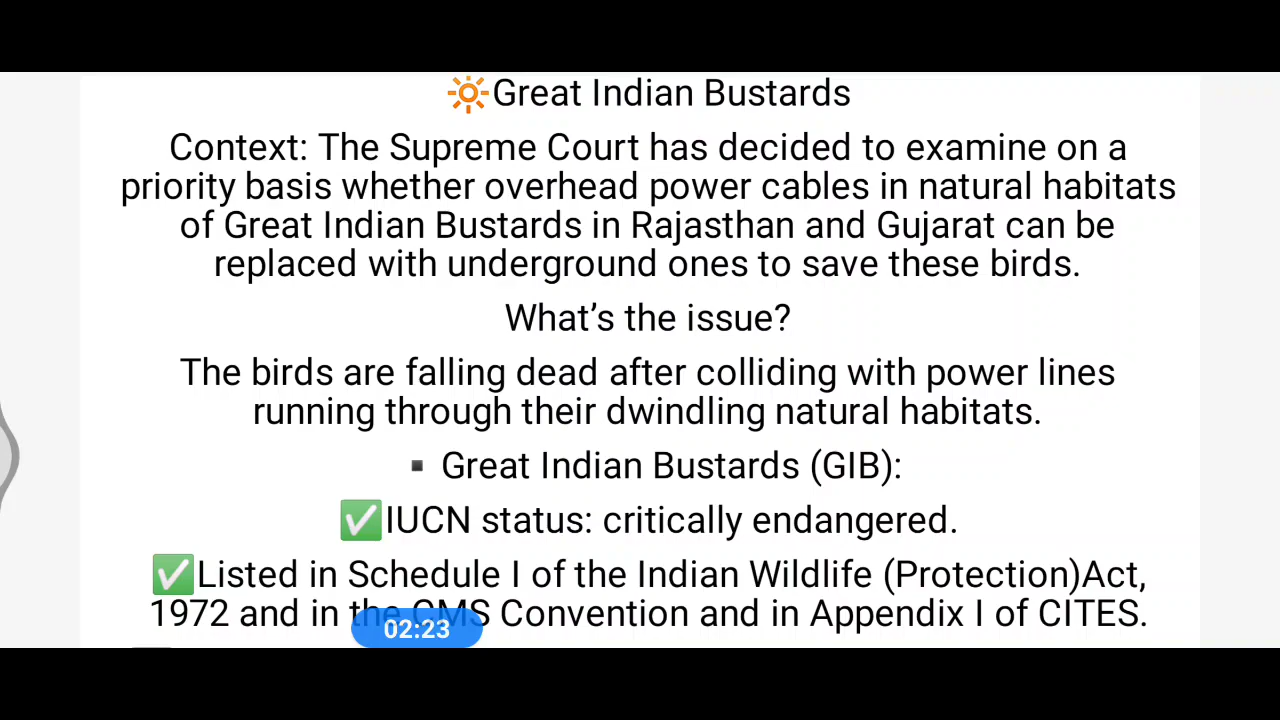 🔆Great Indian Bustards
Context: The Supreme Court has decided to examine on a
priority basis whether overhead power cables in natural habitats
of Great Indian Bustards in Rajasthan and Gujarat can be
replaced with underground ones to save these birds.
What’s the issue?
The birds are falling dead after colliding with power lines
running through their dwindling natural habitats.
▪️ Great Indian Bustards (GIB):
✅IUCN status: critically endangered.
✅Listed in Schedule I of the Indian Wildlife (Protection)Act,
1972 and in the CMS Convention and in Appendix I of CITES.
02:23